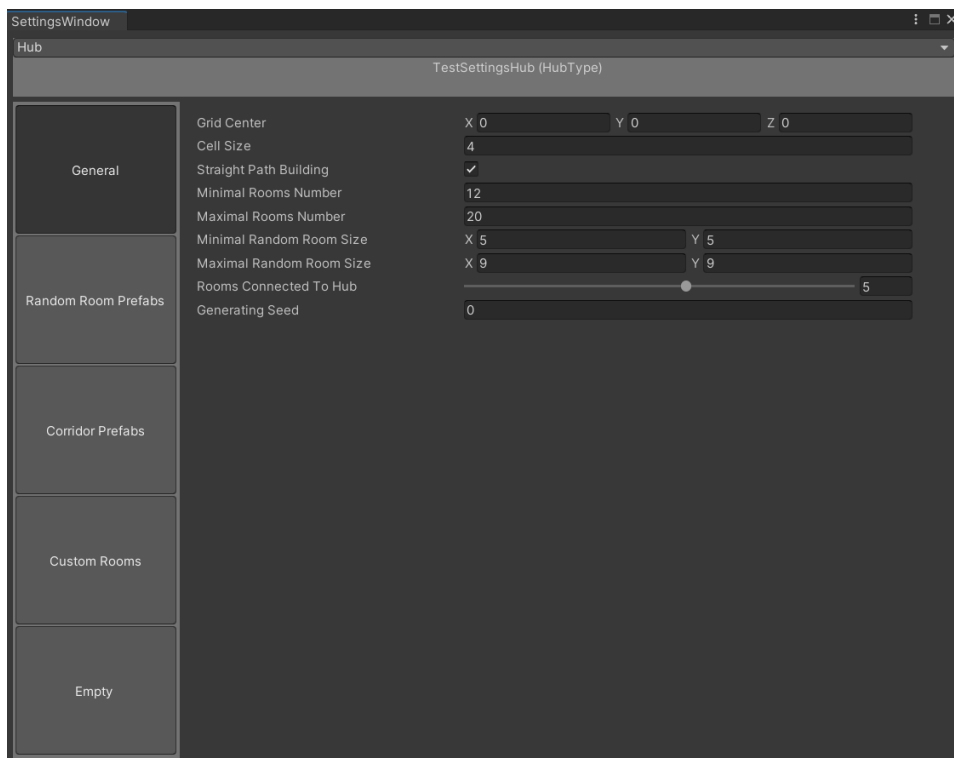 SettingsWindow
Hub
TestSettingsHub (HubType)
General
Random Room Prefabs
Corridor Prefabs
Custom Rooms
Empty
Grid Center X 0 Y 0 Z 0
Cell Size 4
Straight Path Building
Minimal Rooms Number 12
Maximal Rooms Number 20
Minimal Random Room Size X 5 Y 5
Maximal Random Room Size X 9 Y 9
Rooms Connected To Hub 5
Generating Seed 0